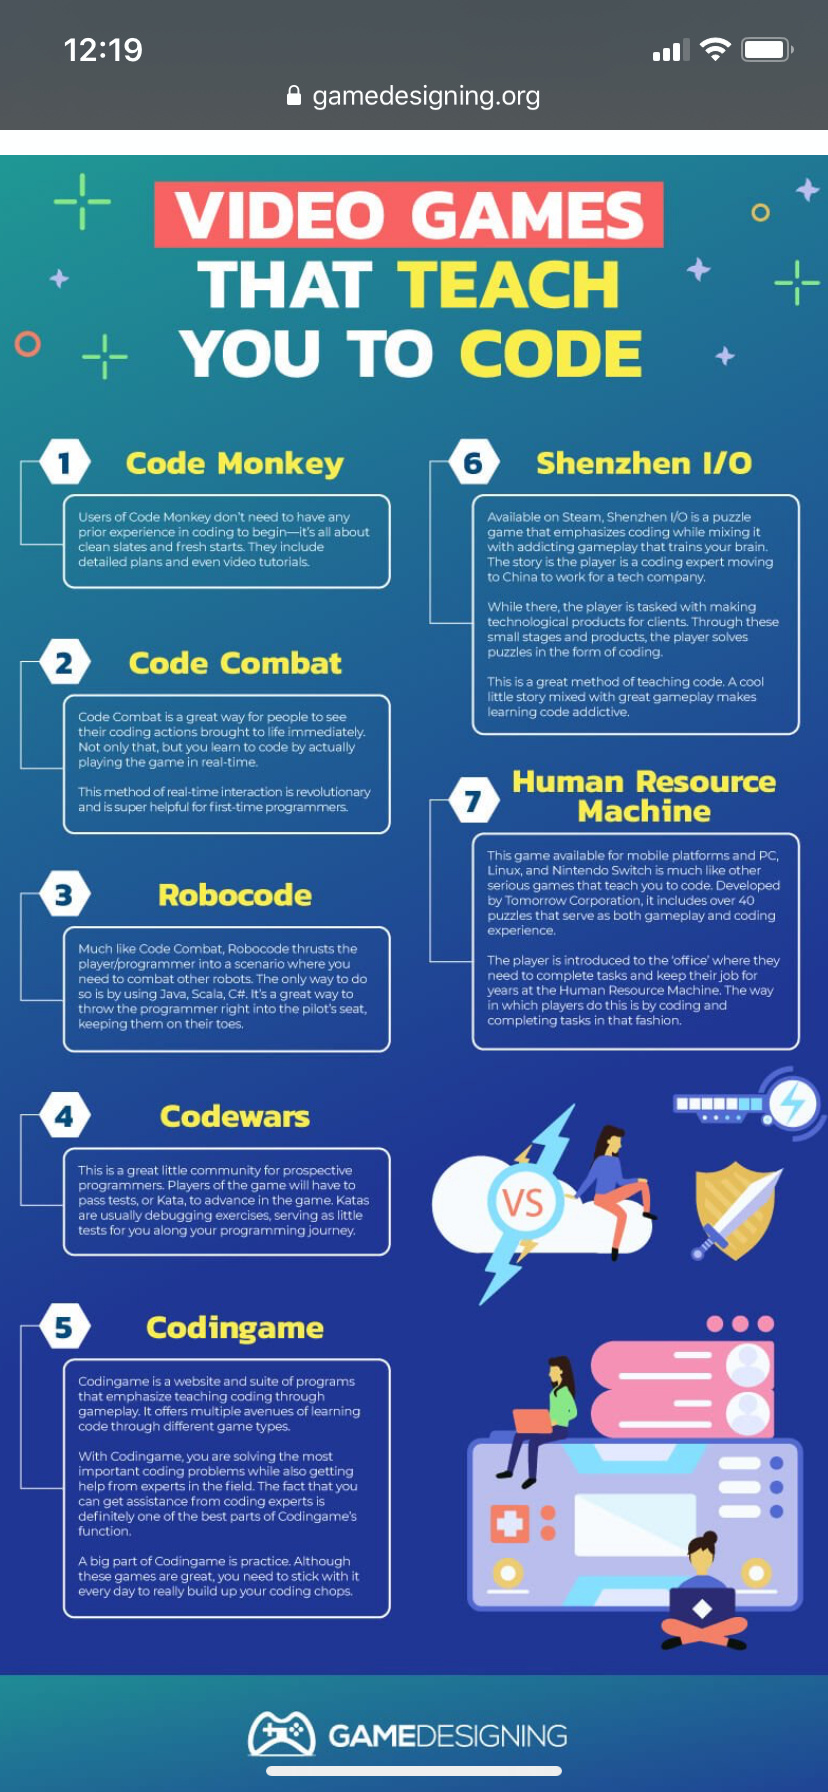 12:19
gamedesigning.org
VIDEO GAMES
THAT TEACH
YOU TO CODE
1
Code Monkey
Users of Code Monkey don't need to have any
prior experience in coding to begin—it's all about
clean slates and fresh starts. They include
detailed plans and even video tutorials.
2
Code Combat
Code Combat is a great way for people to see
their coding actions brought to life immediately.
Not only that, but you learn to code by actually
playing the game in real-time.
This method of real-time interaction is revolutionary
and is super helpful for first-time programmers.
3
Robocode
Much like Code Combat, Robocode thrusts the
player/programmer into a scenario where you
need to combat other robots. The only way to do
so is by using Java, Scala, C#. It's a great way to
throw the programmer right into the pilot's seat,
keeping them on their toes.
4
Codewars
This is a great little community for prospective
programmers. Players of the game will have to
pass tests, or Kata, to advance in the game. Katas
are usually debugging exercises, serving as little
tests for you along your programming journey.
5
Codingame
Codingame is a website and suite of programs
that emphasize teaching coding through
gameplay. It offers multiple avenues of learning
code through different game types.
With Codingame, you are solving the most
important coding problems while also getting
help from experts in the field. The fact that you
can get assistance from coding experts is
definitely one of the best parts of Codingame's
function.
A big part of Codingame is practice. Although
these games are great, you need to stick with it
every day to really build up your coding chops.
6
Shenzhen I/O
Available on Steam, Shenzhen I/O is a puzzle
game that emphasizes coding while mixing it
with addicting gameplay that trains your brain.
The story is the player is a coding expert moving
to China to work for a tech company.
While there, the player is tasked with making
technological products for clients. Through these
small stages and products, the player solves
puzzles in the form of coding.
This is a great method of teaching code. A cool
little story mixed with great gameplay makes
learning code addictive.
7
Human Resource
Machine
This game available for mobile platforms and PC,
Linux, and Nintendo Switch is much like other
serious games that teach you to code. Developed
by Tomorrow Corporation, it includes over 40
puzzles that serve as both gameplay and coding
experience.
The player is introduced to the 'office' where they
need to complete tasks and keep their job for
years at the Human Resource Machine. The way
in which players do this is by coding and
completing tasks in that fashion.
VS
GAMEDESIGNING